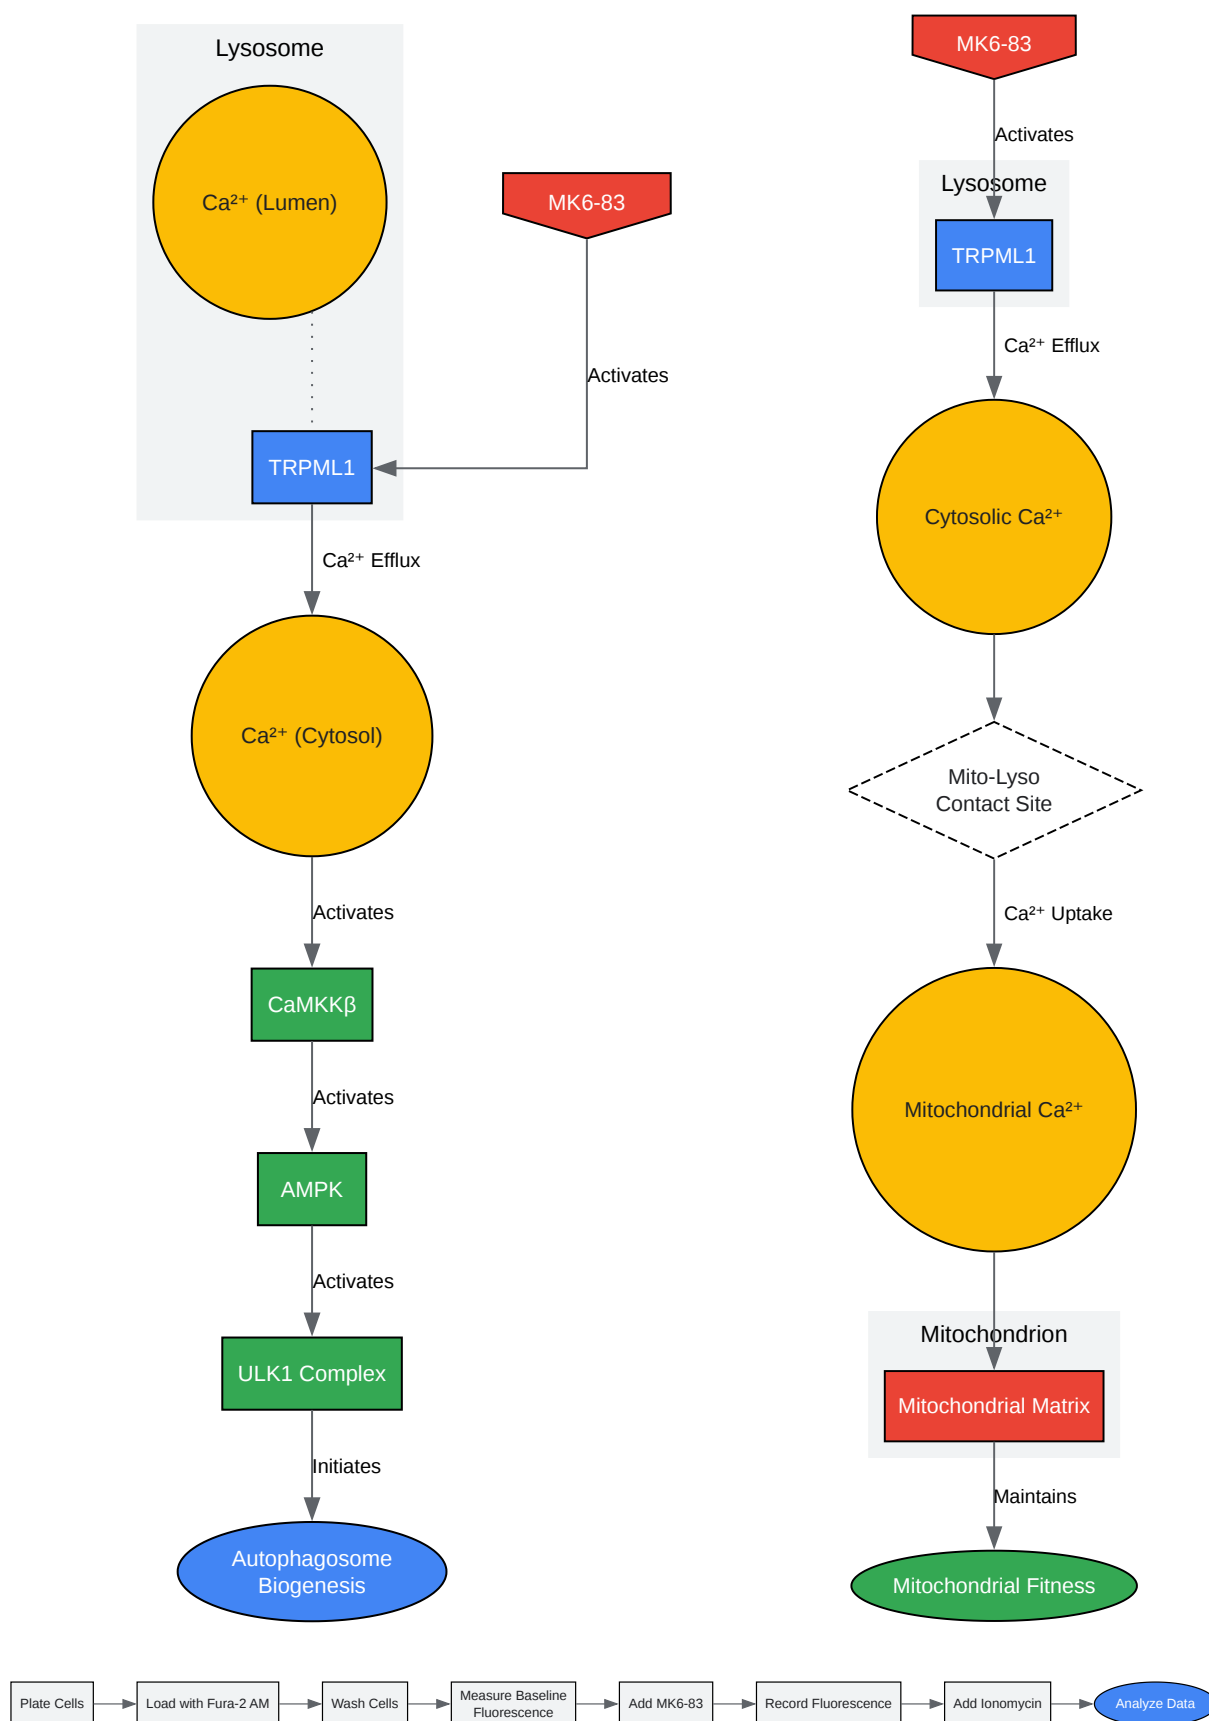 Lysosome
Ca²⁺ (Lumen)
MK6-83
Activates
TRPML1
Ca²⁺ Efflux
Ca²⁺ (Cytosol)
Activates
CaMKKβ
Activates
AMPK
Activates
ULK1 Complex
Initiates
Autophagosome
Biogenesis
MK6-83
Activates
Lysosome
TRPML1
Ca²⁺ Efflux
Cytosolic Ca²⁺
Mito-Lyso
Contact Site
Ca²⁺ Uptake
Mitochondrial Ca²⁺
Mitochondrion
Mitochondrial Matrix
Maintains
Mitochondrial Fitness
Plate Cells
Load with Fura-2 AM
Wash Cells
Measure Baseline
Fluorescence
Add MK6-83
Record Fluorescence
Add Ionomycin
Analyze Data